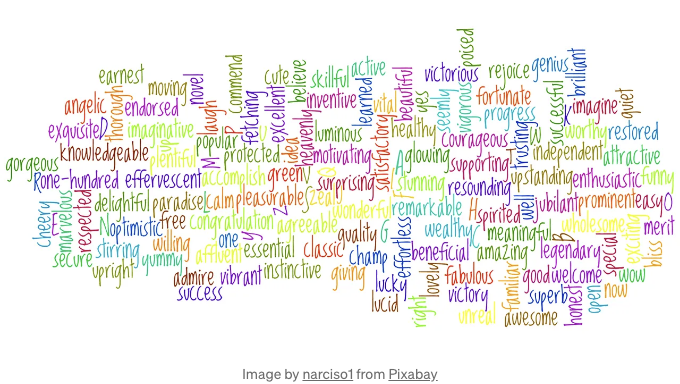 poised
earnest
moving
novel
commend
cute
believe
skillful
active
beautiful
victorious
rejoice
genius
brilliant
angelic
thorough
endorsed
laugh
fetching
excellent
inventive
learned
vital
yes
seemly
vigorous
fortunate
progress
successful
K
imagine
quiet
exquisite
D
imaginative
popular
P
U
idea
heavenly
luminous
satisfactory
healthy
courageous
trusting
W
worthy
restored
gorgeous
knowledgeable
up
plentiful
M
protected
greeny
motivating
A
glowing
supporting
independent
attractive
R
one-hundred
effervescent
accomplish
surprising
stunning
resounding
upstanding
enthusiastic
funny
cheery
E
marvelous
respected
delightful
paradise
L
calm
pleasurable
zeal
wonderful
remarkable
H
spirited
well
jubilant
prominent
easy
O
N
optimistic
free
congratulation
Z
agreeable
quality
G
effortless
wealthy
meaningful
B
wholesome
exciting
merit
secure
stirring
willing
yummy
one
y
affluent
essential
classic
champ
beneficial
amazing
legendary
special
bliss
upright
admire
vibrant
instinctive
giving
lucky
lovely
fabulous
familiar
good
welcome
wow
success
lucid
right
victory
superb
honest
open
now
unreal
awesome
Image by narciso1 from Pixabay